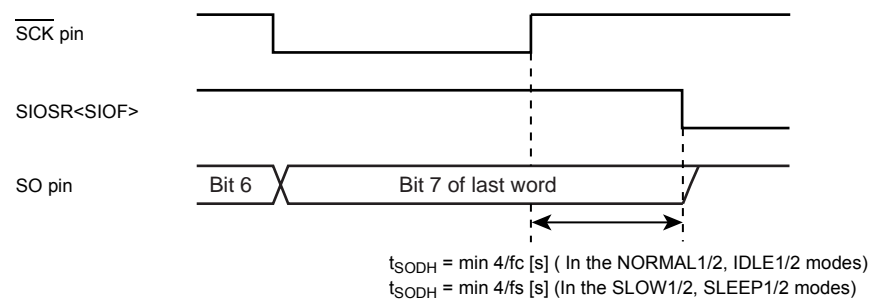 SCK pin
SIOSR<SIOF>
SO pin
Bit 6
Bit 7 of last word
tSODH = min 4/fc [s] ( In the NORMAL1/2, IDLE1/2 modes)
tSODH = min 4/fs [s] (In the SLOW1/2, SLEEP1/2 modes)